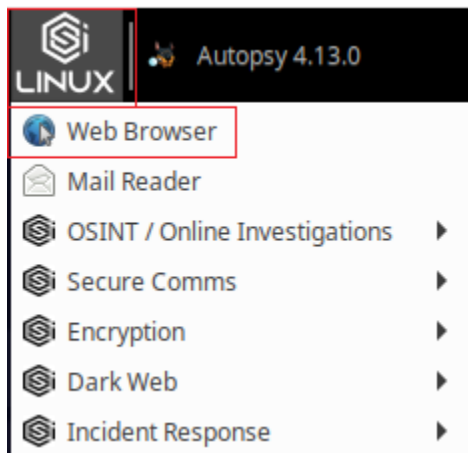 Si
LINUX
Autopsy 4.13.0
Web Browser
Mail Reader
OSINT / Online Investigations
Secure Comms
Encryption
Dark Web
Incident Response